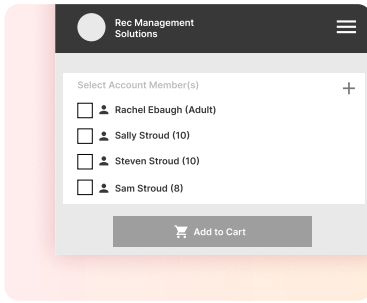 Rec Management
Solutions
Select Account Member(s)
Rachel Ebaugh (Adult)
Sally Stroud (10)
Steven Stroud (10)
Sam Stroud (8)
Add to Cart